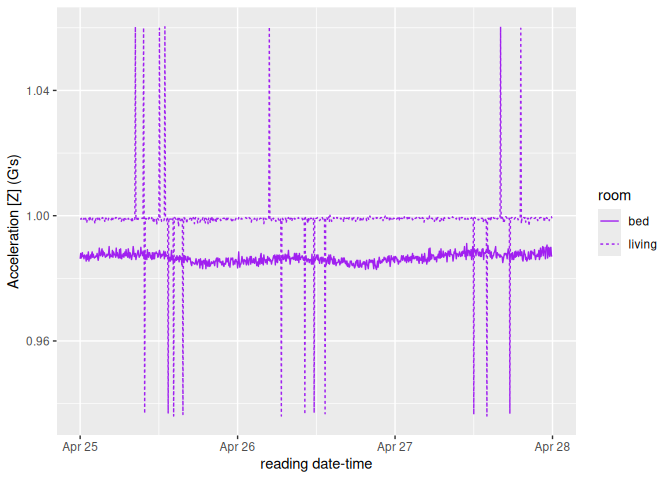 Acceleration [Z] (G's)
1.04
1.00
0.96
Apr 25
Apr 26
Apr 27
Apr 28
reading date-time
room
bed
living